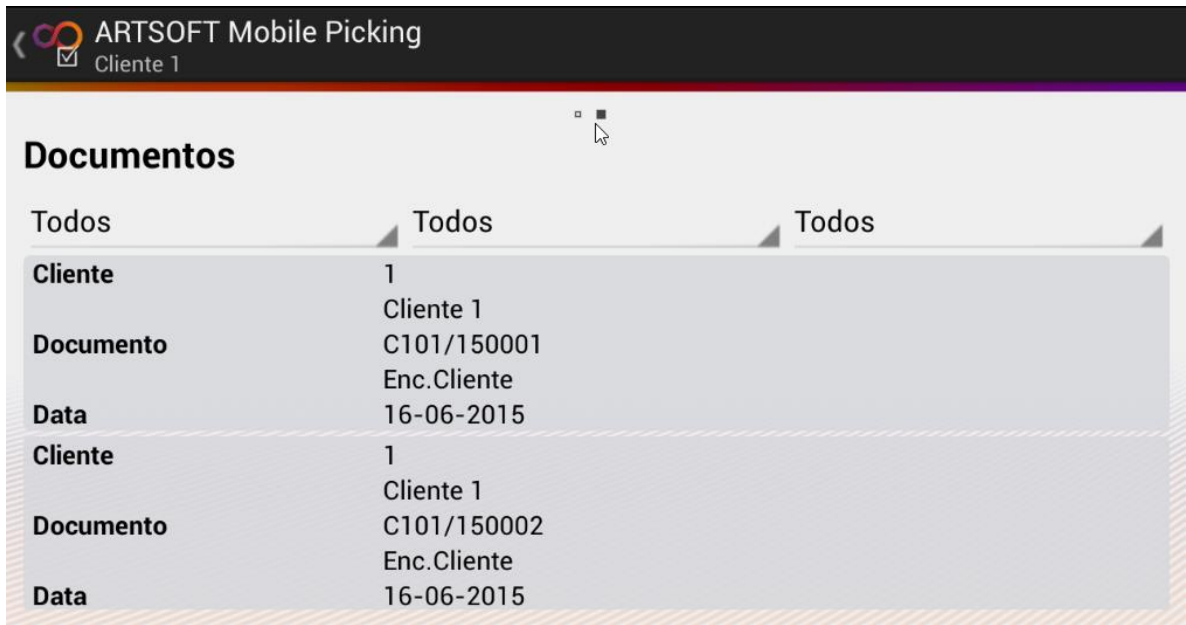 ARTSOFT Mobile Picking
Cliente 1
Documentos
Todos Todos Todos
Cliente 1
Cliente 1
Documento C101/150001
Enc.Cliente
Data 16-06-2015
Cliente 1
Cliente 1
Documento C101/150002
Enc.Cliente
Data 16-06-2015